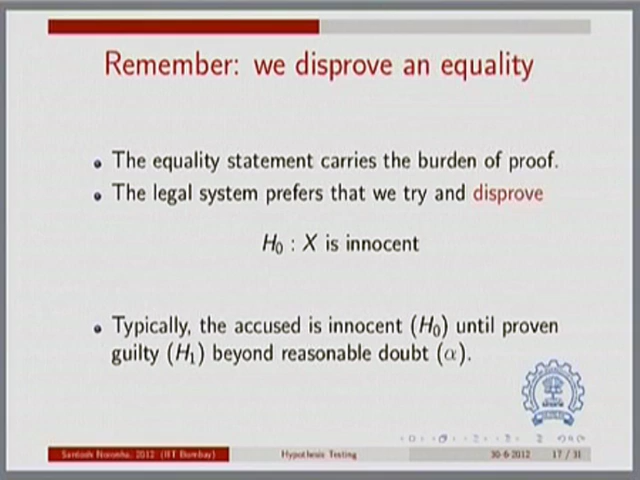 Remember: we disprove an equality
The equality statement carries the burden of proof.
The legal system prefers that we try and disprove
H₀ : X is innocent
Typically, the accused is innocent (H₀) until proven
guilty (H₁) beyond reasonable doubt (α).
Santosh Noronha, 2012 (IIT Bombay)
Hypothesis Testing
30-6-2012
17 / 31